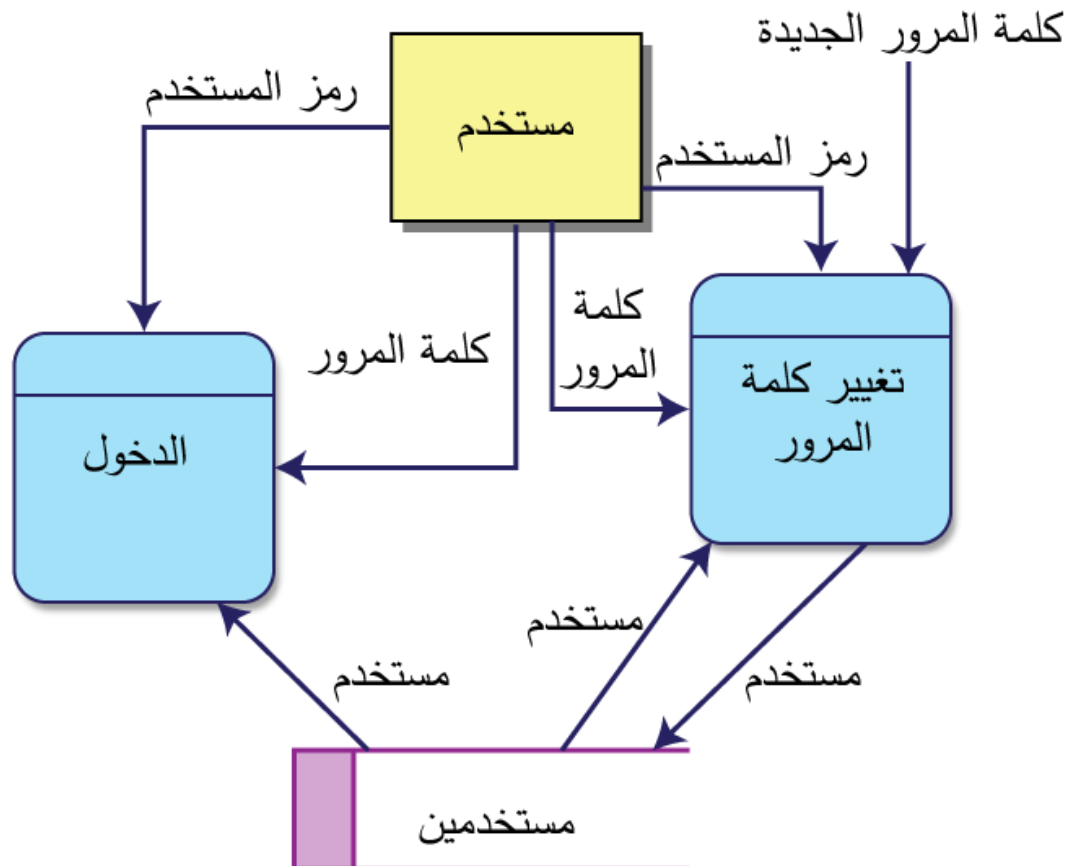 كلمة المرور الجديدة
رمز المستخدم
مستخدم
رمز المستخدم
كلمة
المرور
كلمة المرور
تغيير كلمة
المرور
الدخول
مستخدم
مستخدم
مستخدم
مستخدمين